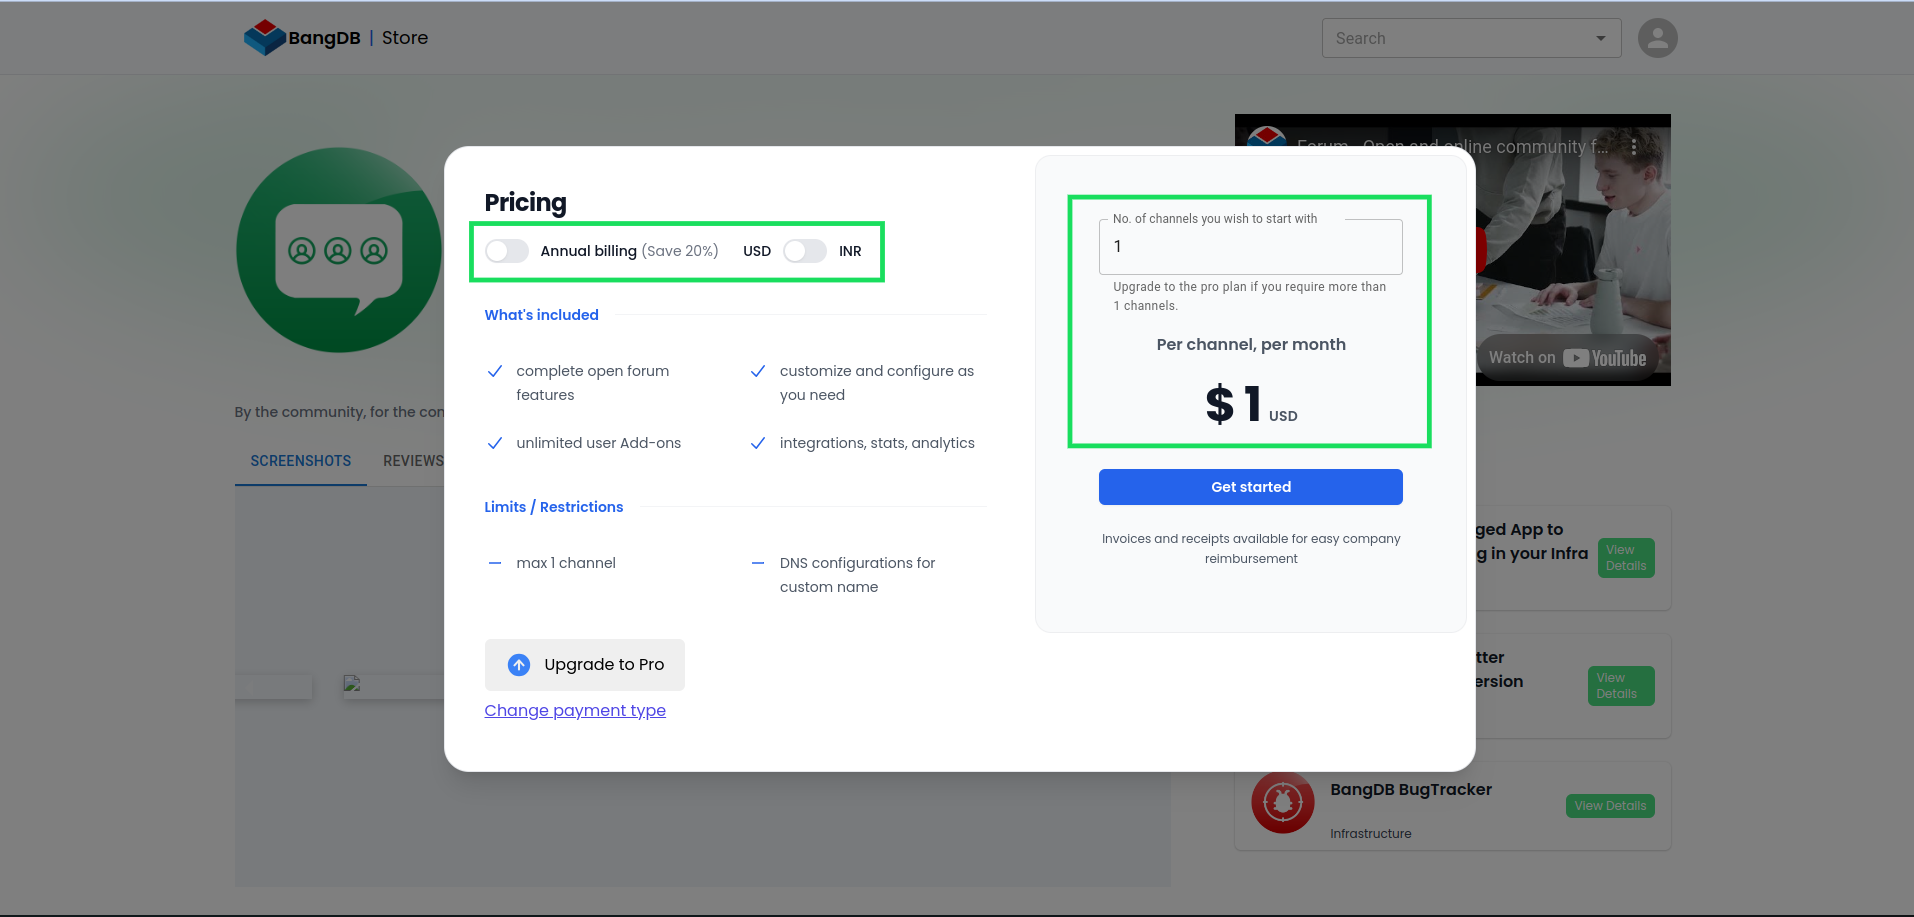 BangDB | Store
Search
Forum - Open and online community f...
Pricing
Annual billing (Save 20%) USD INR
What's included
complete open forum
features
customize and configure as
you need
unlimited user Add-ons
integrations, stats, analytics
Limits / Restrictions
max 1 channel
DNS configurations for
custom name
Upgrade to Pro
Change payment type
No. of channels you wish to start with
1
Upgrade to the pro plan if you require more than
1 channels.
Per channel, per month
$ 1 USD
Get started
Invoices and receipts available for easy company
reimbursement
Watch on YouTube
By the community, for the con
SCREENSHOTS REVIEWS
ged App to
g in your Infra
View
Details
tter
ersion
View
Details
BangDB BugTracker
View Details
Infrastructure